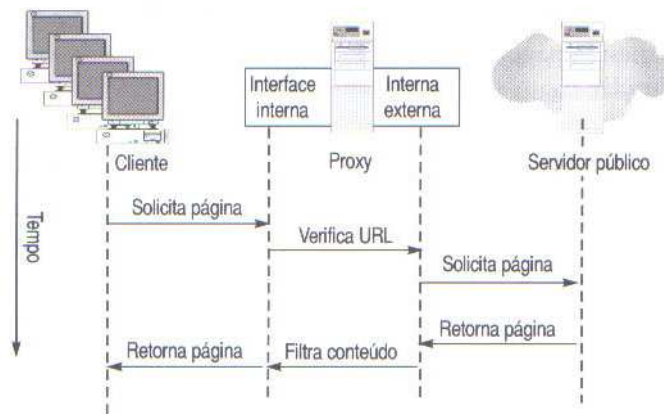 Interface
interna
Interna
externa
Cliente
Proxy
Servidor público
Tempo
Solicita página
Verifica URL
Solicita página
Retorna página
Filtra conteúdo
Retorna página